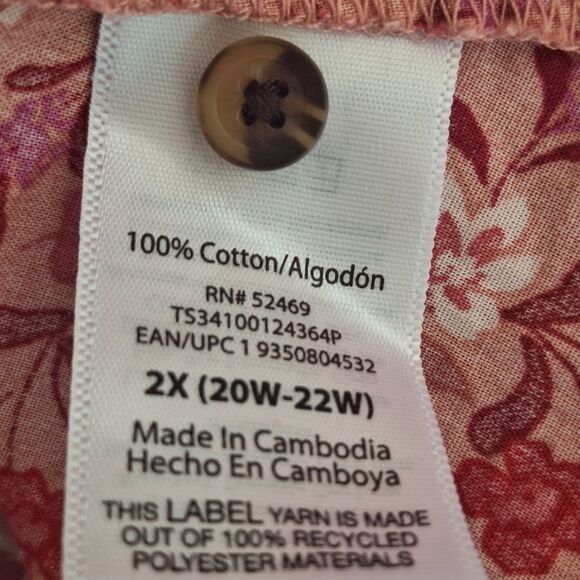 100% Cotton/Algodón
RN# 52469
TS34100124364P
EAN/UPC 1 9350804532
2X (20W-22W)
Made In Cambodia
Hecho En Camboya
THIS LABEL YARN IS MADE
OUT OF 100% RECYCLED
POLYESTER MATERIALS